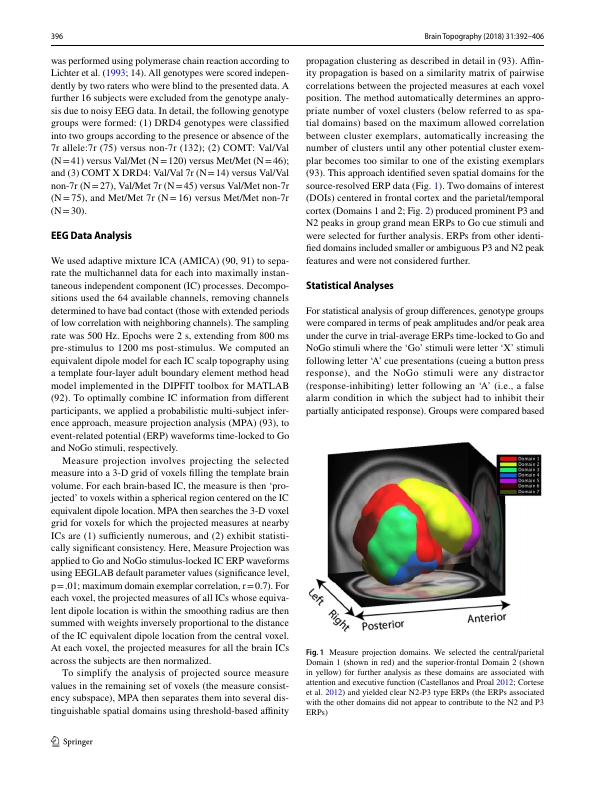 396
Brain Topography (2018) 31:392–406
was performed using polymerase chain reaction according to
Lichter et al. (1993; 14). All genotypes were scored indepen-
dently by two raters who were blind to the presented data. A
further 16 subjects were excluded from the genotype analy-
sis due to noisy EEG data. In detail, the following genotype
groups were formed: (1) DRD4 genotypes were classified
into two groups according to the presence or absence of the
7r allele:7r (75) versus non-7r (132); (2) COMT: Val/Val
(N = 41) versus Val/Met (N = 120) versus Met/Met (N = 46);
and (3) COMT X DRD4: Val/Val 7r (N = 14) versus Val/Val
non-7r (N = 27), Val/Met 7r (N = 45) versus Val/Met non-7r
(N = 75), and Met/Met 7r (N = 16) versus Met/Met non-7r
(N = 30).
EEG Data Analysis
We used adaptive mixture ICA (AMICA) (90, 91) to sepa-
rate the multichannel data for each into maximally instan-
taneous independent component (IC) processes. Decompo-
sitions used the 64 available channels, removing channels
determined to have bad contact (those with extended periods
of low correlation with neighboring channels). The sampling
rate was 500 Hz. Epochs were 2 s, extending from 800 ms
pre-stimulus to 1200 ms post-stimulus. We computed an
equivalent dipole model for each IC scalp topography using
a template four-layer adult boundary element method head
model implemented in the DIPFIT toolbox for MATLAB
(92). To optimally combine IC information from different
participants, we applied a probabilistic multi-subject infer-
ence approach, measure projection analysis (MPA) (93), to
event-related potential (ERP) waveforms time-locked to Go
and NoGo stimuli, respectively.
Measure projection involves projecting the selected
measure into a 3-D grid of voxels filling the template brain
volume. For each brain-based IC, the measure is then ‘pro-
jected’ to voxels within a spherical region centered on the IC
equivalent dipole location. MPA then searches the 3-D voxel
grid for voxels for which the projected measures at nearby
ICs are (1) sufficiently numerous, and (2) exhibit statisti-
cally significant consistency. Here, Measure Projection was
applied to Go and NoGo stimulus-locked IC ERP waveforms
using EEGLAB default parameter values (significance level,
p = .01; maximum domain exemplar correlation, r = 0.7). For
each voxel, the projected measures of all ICs whose equiva-
lent dipole location is within the smoothing radius are then
summed with weights inversely proportional to the distance
of the IC equivalent dipole location from the central voxel.
At each voxel, the projected measures for all the brain ICs
across the subjects are then normalized.
To simplify the analysis of projected source measure
values in the remaining set of voxels (the measure consist-
ency subspace), MPA then separates them into several dis-
tinguishable spatial domains using threshold-based affinity
propagation clustering as described in detail in (93). Affin-
ity propagation is based on a similarity matrix of pairwise
correlations between the projected measures at each voxel
position. The method automatically determines an appro-
priate number of voxel clusters (below referred to as spa-
tial domains) based on the maximum allowed correlation
between cluster exemplars, automatically increasing the
number of clusters until any other potential cluster exem-
plar becomes too similar to one of the existing exemplars
(93). This approach identified seven spatial domains for the
source-resolved ERP data (Fig. 1). Two domains of interest
(DOIs) centered in frontal cortex and the parietal/temporal
cortex (Domains 1 and 2; Fig. 2) produced prominent P3 and
N2 peaks in group grand mean ERPs to Go cue stimuli and
were selected for further analysis. ERPs from other identi-
fied domains included smaller or ambiguous P3 and N2 peak
features and were not considered further.
Statistical Analyses
For statistical analysis of group differences, genotype groups
were compared in terms of peak amplitudes and/or peak area
under the curve in trial-average ERPs time-locked to Go and
NoGo stimuli where the ‘Go’ stimuli were letter ‘X’ stimuli
following letter ‘A’ cue presentations (cueing a button press
response), and the NoGo stimuli were any distractor
(response-inhibiting) letter following an ‘A’ (i.e., a false
alarm condition in which the subject had to inhibit their
partially anticipated response). Groups were compared based
Domain 1
Domain 2
Domain 3
Domain 4
Domain 5
Domain 6
Domain 7
Left
Right
Posterior
Anterior
Fig. 1 Measure projection domains. We selected the central/parietal
Domain 1 (shown in red) and the superior-frontal Domain 2 (shown
in yellow) for further analysis as these domains are associated with
attention and executive function (Castellanos and Proal 2012; Cortese
et al. 2012) and yielded clear N2-P3 type ERPs (the ERPs associated
with the other domains did not appear to contribute to the N2 and P3
ERPs)
Springer